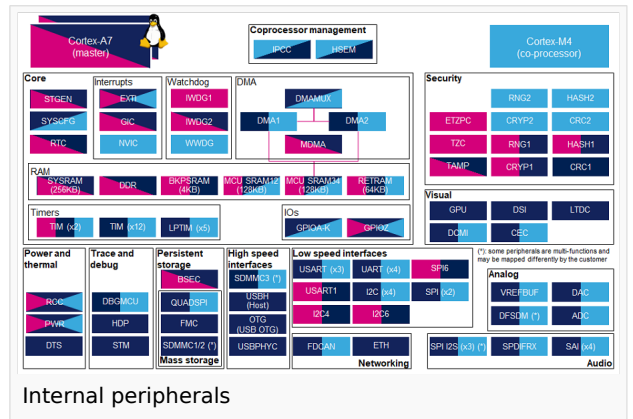 Cortex-A7
(master)
Coprocessor management
IPCC
HSEM
Cortex-M4
(co-processor)
Core
STGEN
SYSCFG
RTC
Interrupts
EXTI
GIC
NVIC
Watchdog
IWDG1
IWDG2
WWDG
DMA
DMAMUX
DMA1
DMA2
MDMA
Security
RNG2
HASH2
ETZPC
CRYP2
CRC2
TZC
RNG1
HASH1
TAMP
CRYP1
CRC1
RAM
SYSRAM
(256KB)
DDR
BKPSRAM
(4KB)
MCU SRAM12
(128KB)
MCU SRAM34
(128KB)
RETRAM
(64KB)
Timers
TIM (x2)
TIM (x12)
LPTIM (x5)
IOs
GPIOA-K
GPIOZ
Visual
GPU
DSI
LTDC
DCMI
CEC
Power and
thermal
RCC
PWR
DTS
Trace and
debug
DBGMCU
HDP
STM
Persistent
storage
BSEC
QUADSPI
FMC
SDMMC1/2 (*)
Mass storage
High speed
interfaces
SDMMC3 (*)
USBH
(Host)
OTG
(USB OTG)
USBPHYC
Low speed interfaces
USART (x3)
UART (x4)
SPI6
USART1
I2C (x4)
SPI (x2)
I2C4
I2C6
(*): some peripherals are multi-functions and
may be mapped differently by the customer
Analog
VREFBUF
DAC
DFSDM (*)
ADC
FDCAN
ETH
Networking
SPI I2S (x3) (*)
SPDIFRX
SAI (x4)
Audio
Internal peripherals